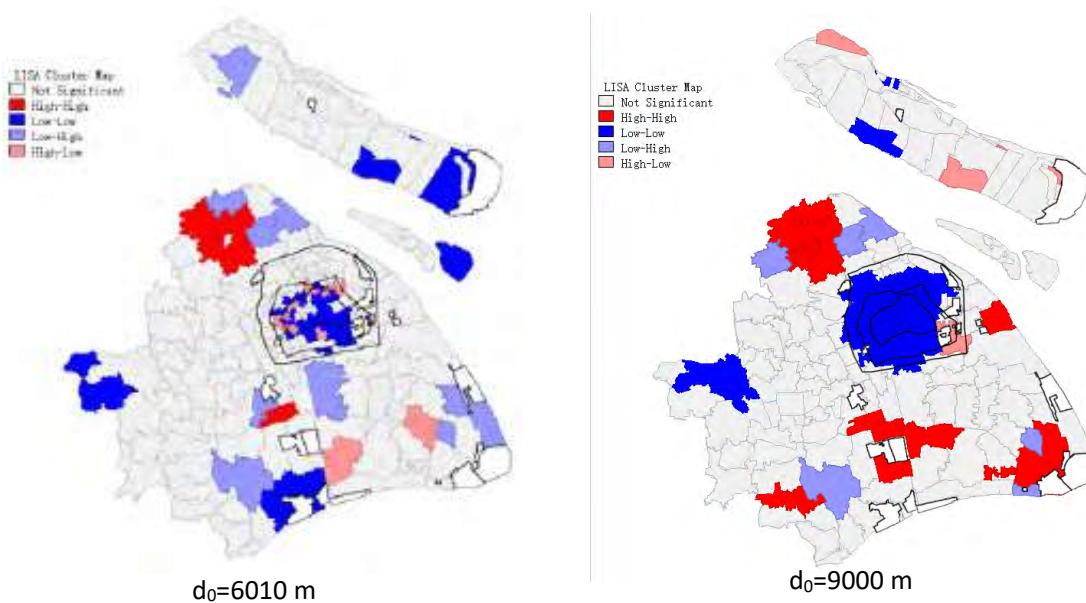 LISA Cluster Map
Not Significant
High-High
Low-Low
Low-High
High-Low
d₀=6010 m
LISA Cluster Map
Not Significant
High-High
Low-Low
Low-High
High-Low
d₀=9000 m